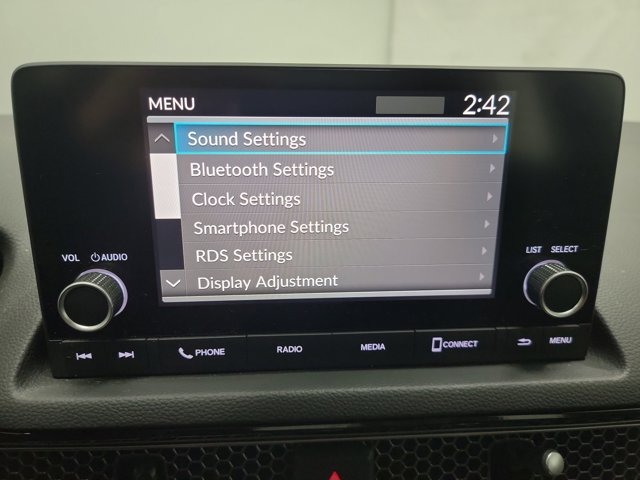 MENU 2:42
Sound Settings
Bluetooth Settings
Clock Settings
Smartphone Settings
RDS Settings
Display Adjustment
VOL AUDIO
LIST SELECT
PHONE RADIO MEDIA CONNECT MENU